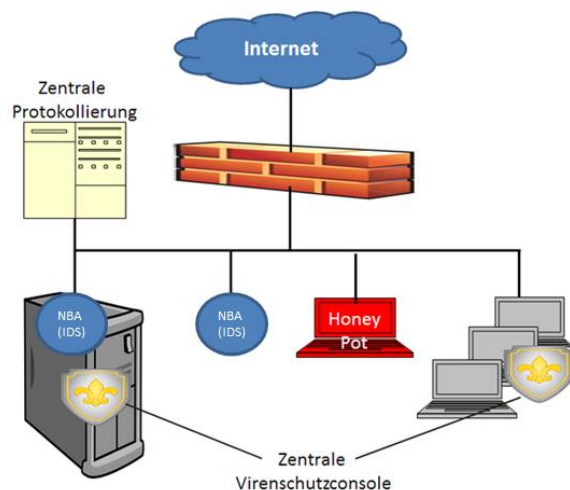 Internet
Zentrale
Protokollierung
NBA
(IDS)
NBA
(IDS)
Honey
Pot
Zentrale
Virenschutzconsole